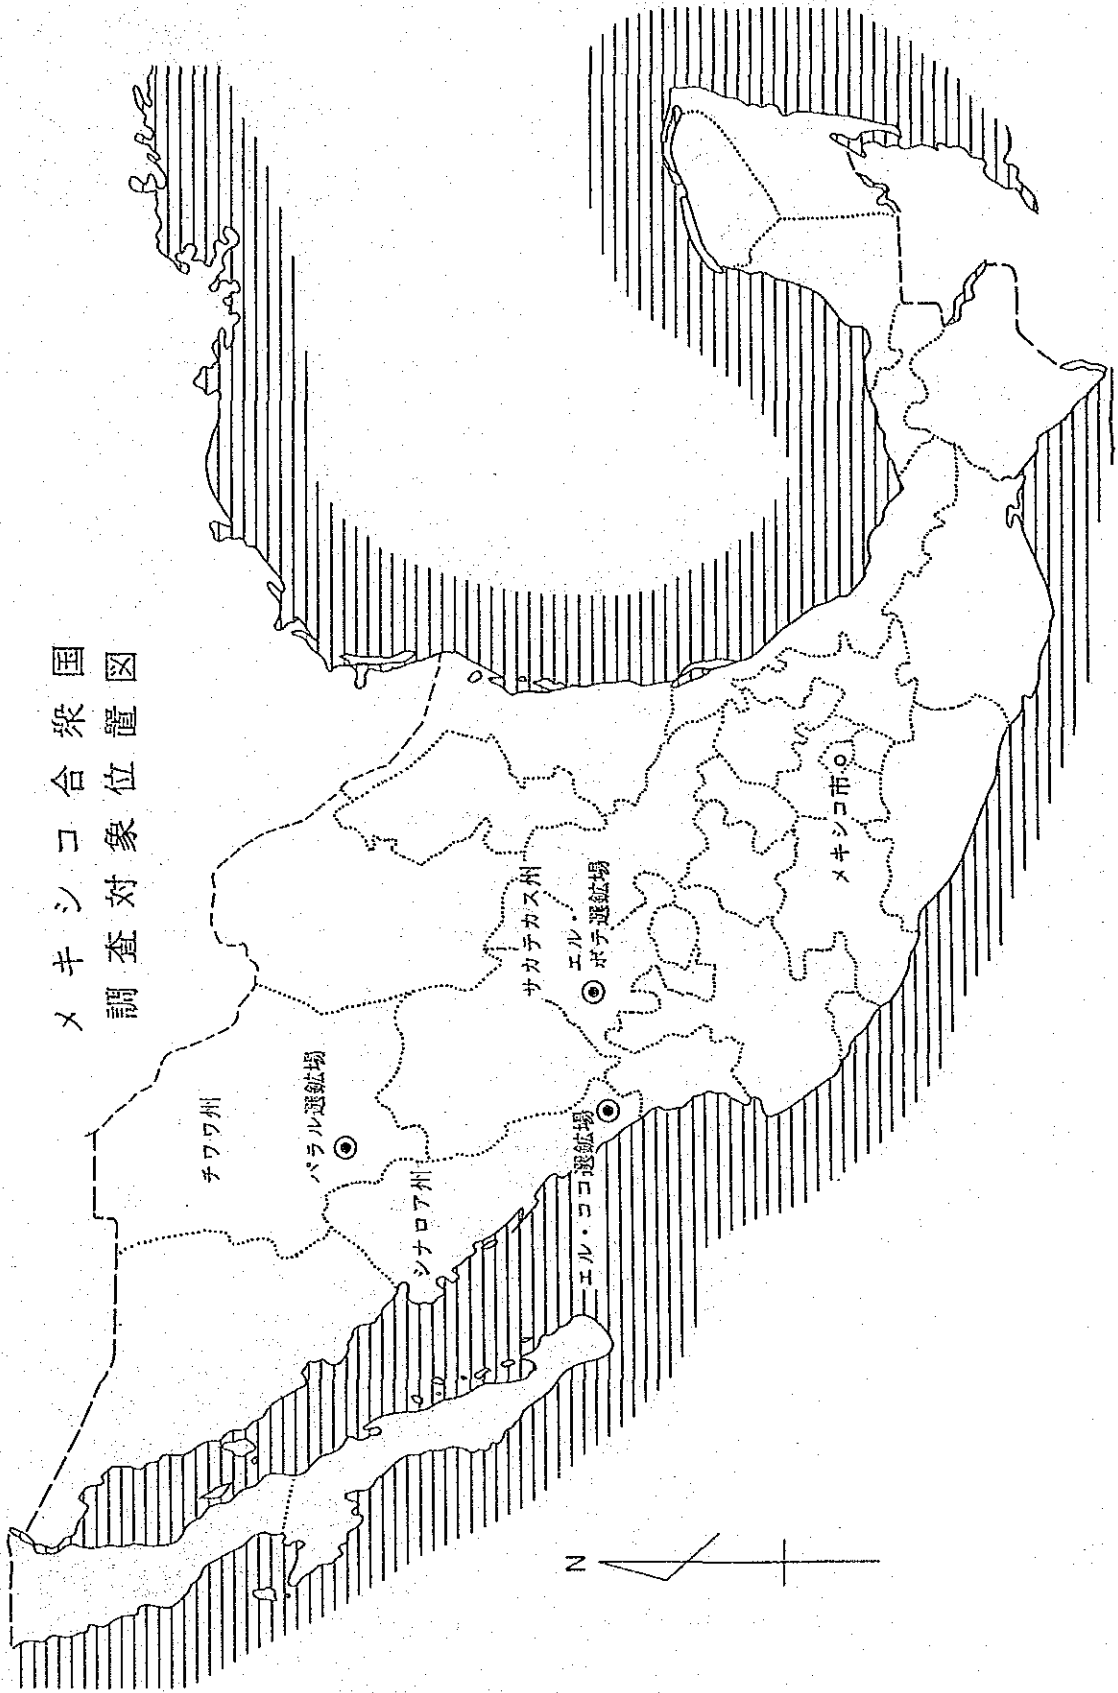 メキシコ合衆国
調査対象位置図
チワワ州
パラル選鉱場
シナロア州
サカテカス州
エル・
ボテ選鉱場
エル・ココ選鉱場
メキシコ市
N